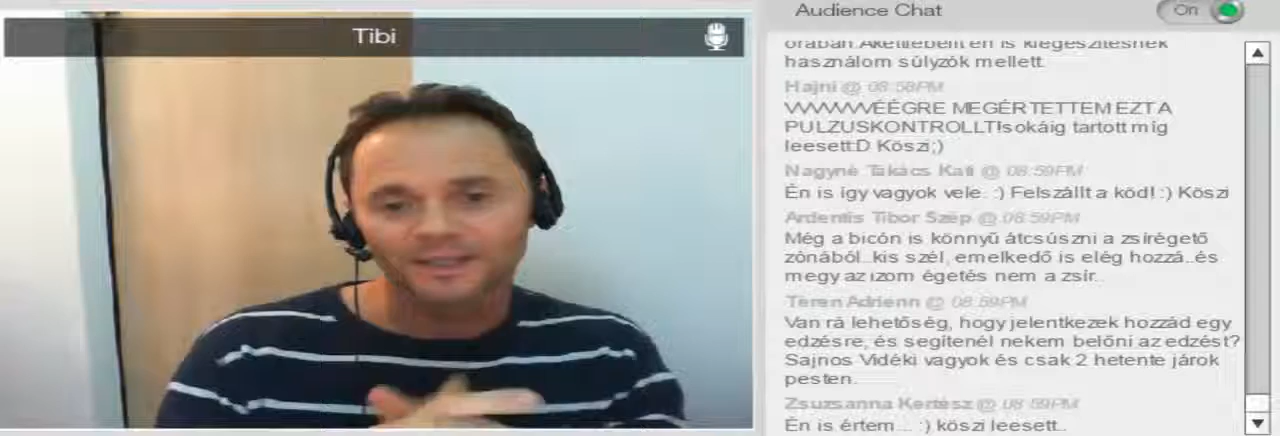 Tibi
Audience Chat
On
órában.Akettlebellt én is kiegészítésnek
használom súlyzók mellett.
Hajni @ 08:58PM
VVVVVVVÉÉGRE MEGÉRTETTEM EZT A
PULZUSKONTROLLT!sokáig tartott míg
leesett:D Köszi;)
Nagyné Takács Kati @ 08:59PM
Én is így vagyok vele. :) Felszállt a köd! :) Köszi
Ardentis Tibor Szép @ 08:59PM
Még a bicón is könnyű átcsúszni a zsírégető
zónából..kis szél, emelkedő is elég hozzá..és
megy az izom égetés nem a zsír..
Téren Adrienn @ 08:59PM
Van rá lehetőség, hogy jelentkezek hozzád egy
edzésre, és segítenél nekem belőni az edzést?
Sajnos Vidéki vagyok és csak 2 hetente járok
pesten.
Zsuzsanna Kertész @ 08:59PM
Én is értem... :) köszi leesett..